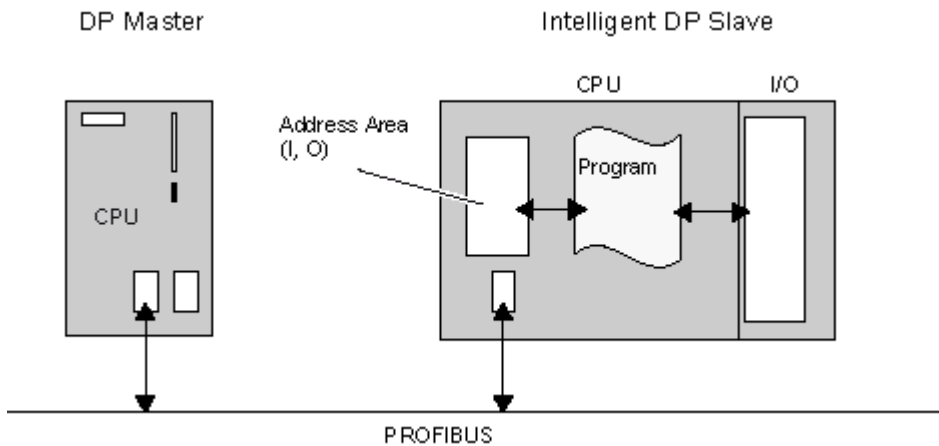 DP Master
Intelligent DP Slave
CPU
I/O
Address Area
(I, O)
Program
CPU
PROFIBUS